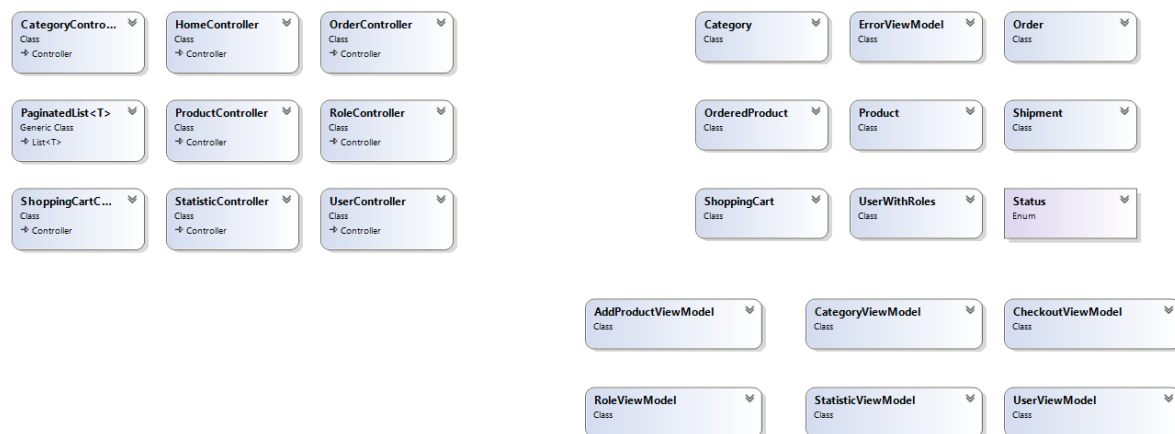 CategoryContro...
Class
Controller
HomeController
Class
Controller
OrderController
Class
Controller
PaginatedList<T>
Generic Class
List<T>
ProductController
Class
Controller
RoleController
Class
Controller
ShoppingCartC...
Class
Controller
StatisticController
Class
Controller
UserController
Class
Controller
Category
Class
ErrorViewModel
Class
Order
Class
OrderedProduct
Class
Product
Class
Shipment
Class
ShoppingCart
Class
UserWithRoles
Class
Status
Enum
AddProductViewModel
Class
CategoryViewModel
Class
CheckoutViewModel
Class
RoleViewModel
Class
StatisticViewModel
Class
UserViewModel
Class